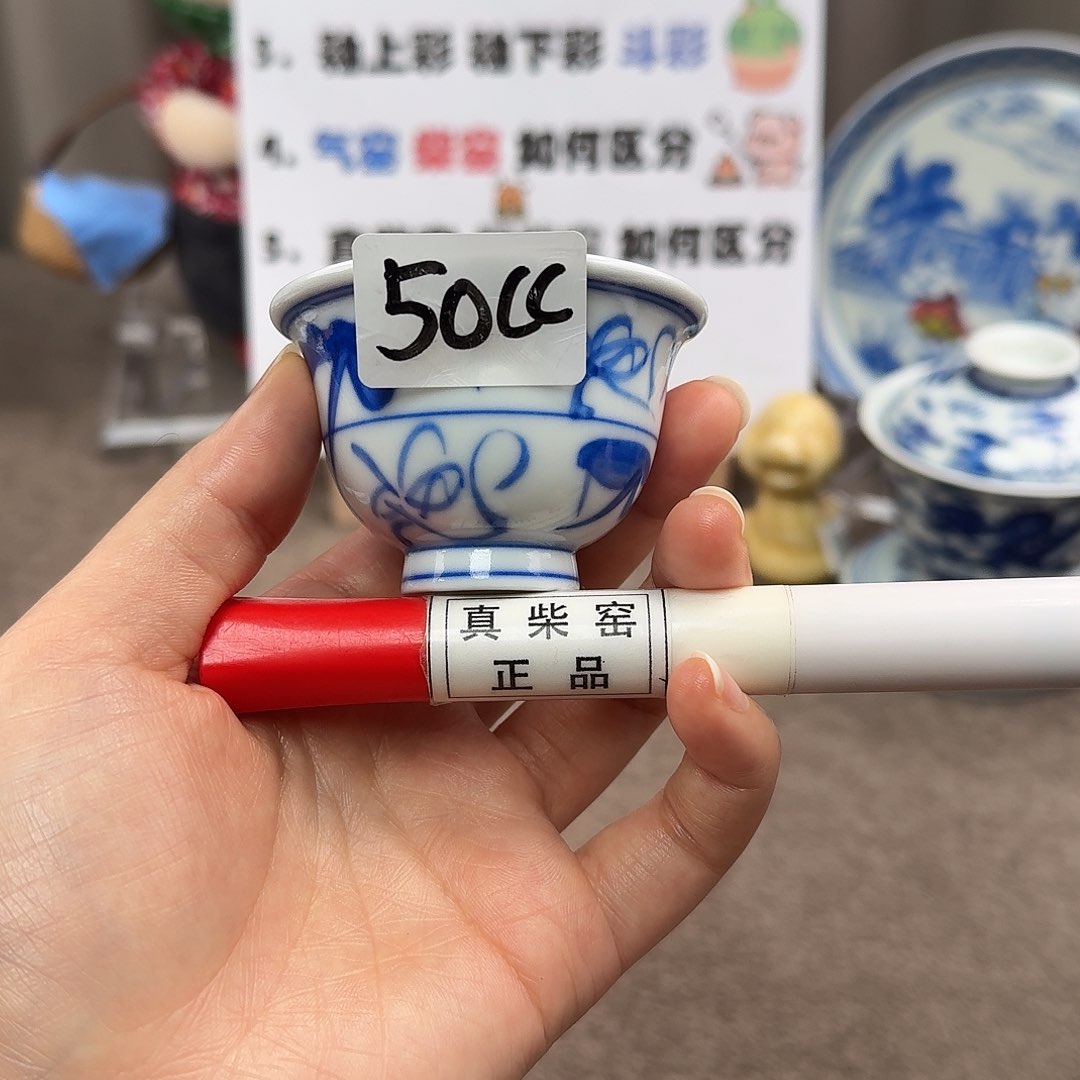 3. 釉上彩 釉下彩 斗彩
4. 气窑 柴窑 如何区分
5. 真 如何区分
50CC
真柴窑
正品